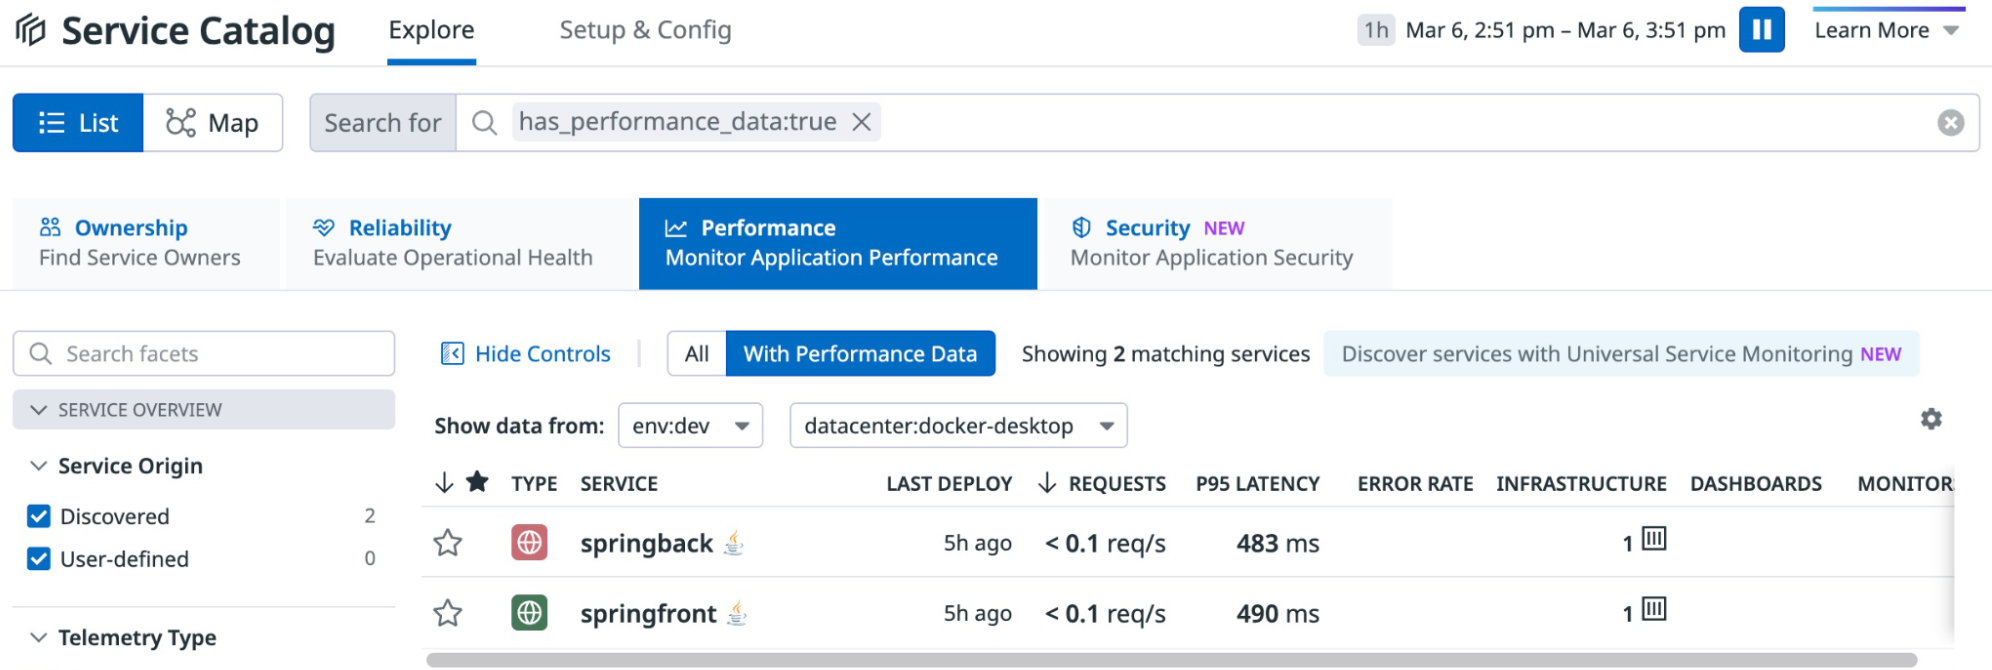 Service Catalog Explore Setup & Config 1h Mar 6, 2:51 pm – Mar 6, 3:51 pm Learn More
List Map Search for has_performance_data:true
Ownership Reliability Performance Security NEW
Find Service Owners Evaluate Operational Health Monitor Application Performance Monitor Application Security
Search facets Hide Controls All With Performance Data Showing 2 matching services Discover services with Universal Service Monitoring NEW
SERVICE OVERVIEW
Show data from: env:dev datacenter:docker-desktop
Service Origin
TYPE SERVICE LAST DEPLOY REQUESTS P95 LATENCY ERROR RATE INFRASTRUCTURE DASHBOARDS MONITOR
Discovered 2
springback 5h ago < 0.1 req/s 483 ms 1
User-defined 0
springfront 5h ago < 0.1 req/s 490 ms 1
Telemetry Type